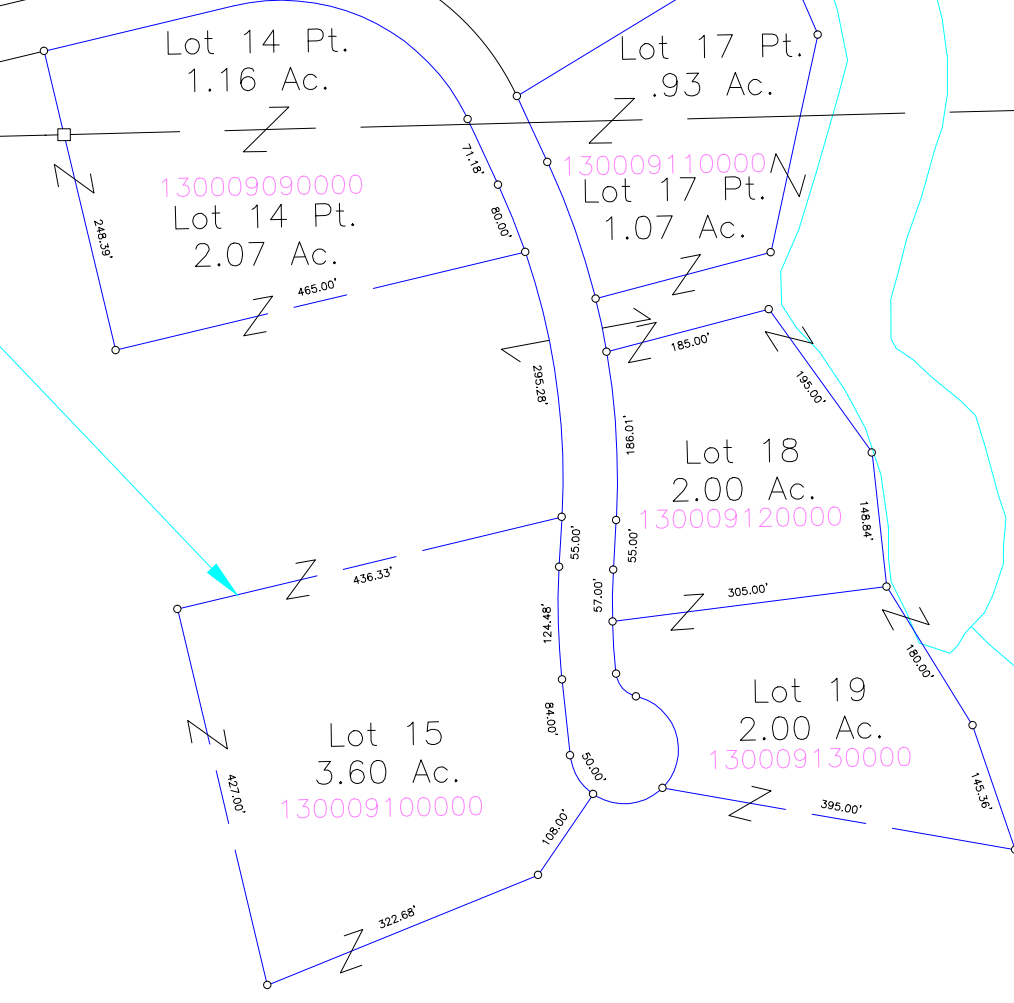 Lot 14 Pt.
1.16 Ac.
Lot 17 Pt.
.93 Ac.
71.18'
130009110000
130009090000
Lot 17 Pt.
1.07 Ac.
Lot 14 Pt.
2.07 Ac.
80.00'
248.39'
465.00'
185.00'
295.28'
195.00'
186.01'
Lot 18
2.00 Ac.
130009120000
148.84'
55.00'
55.00'
436.33'
57.00'
305.00'
124.48'
180.00'
Lot 19
2.00 Ac.
130009130000
84.00'
Lot 15
3.60 Ac.
130009100000
50.00'
427.00'
145.36'
395.00'
108.00'
322.68'